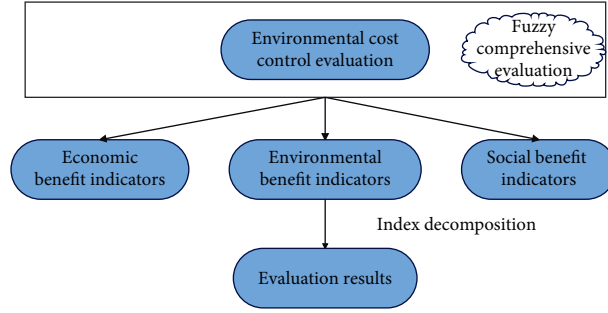 Environmental cost
control evaluation
Fuzzy
comprehensive
evaluation
Economic
benefit indicators
Environmental
benefit indicators
Social benefit
indicators
Index decomposition
Evaluation results